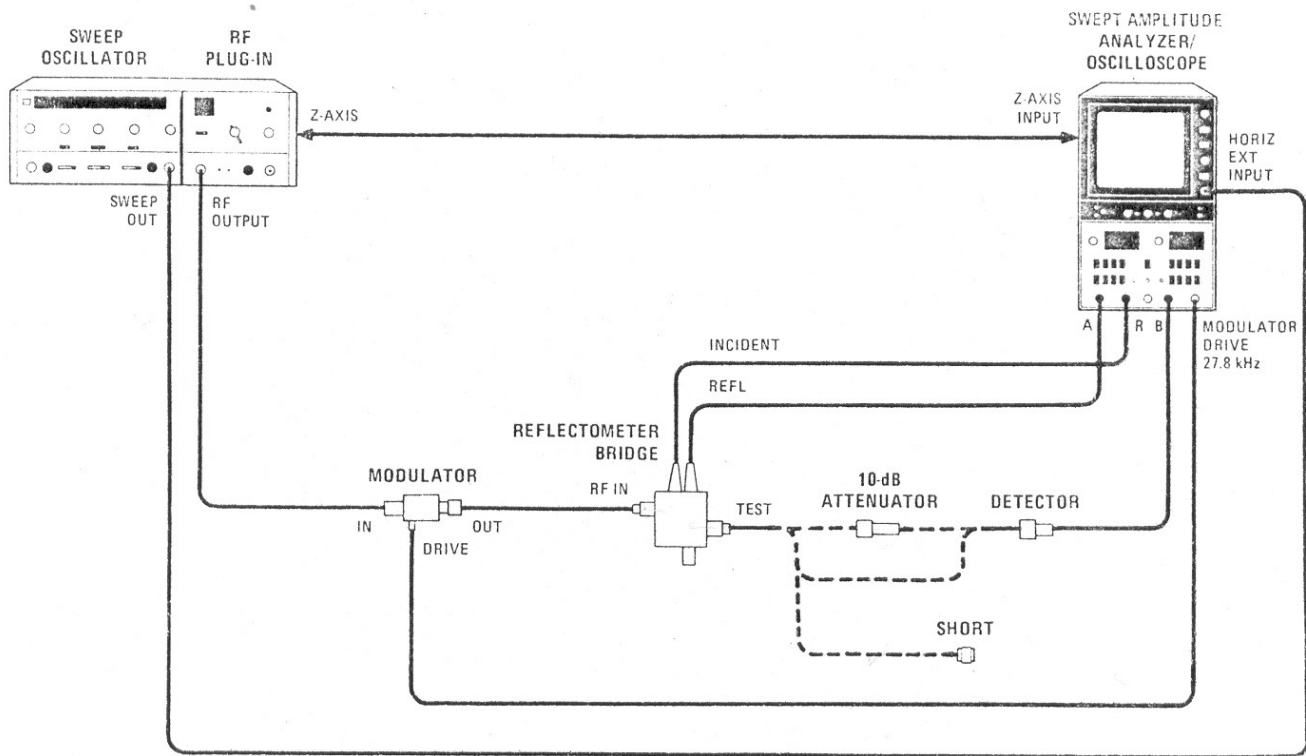 SWEEP
OSCILLATOR
RF
PLUG-IN
SWEPT AMPLITUDE
ANALYZER/
OSCILLOSCOPE
Z-AXIS
Z-AXIS
INPUT
HORIZ
EXT
INPUT
SWEEP
OUT
RF
OUTPUT
A
R
B
MODULATOR
DRIVE
27.8 kHz
INCIDENT
REFL
REFLECTOMETER
BRIDGE
MODULATOR
RF IN
10-dB
ATTENUATOR
DETECTOR
TEST
IN
OUT
DRIVE
SHORT